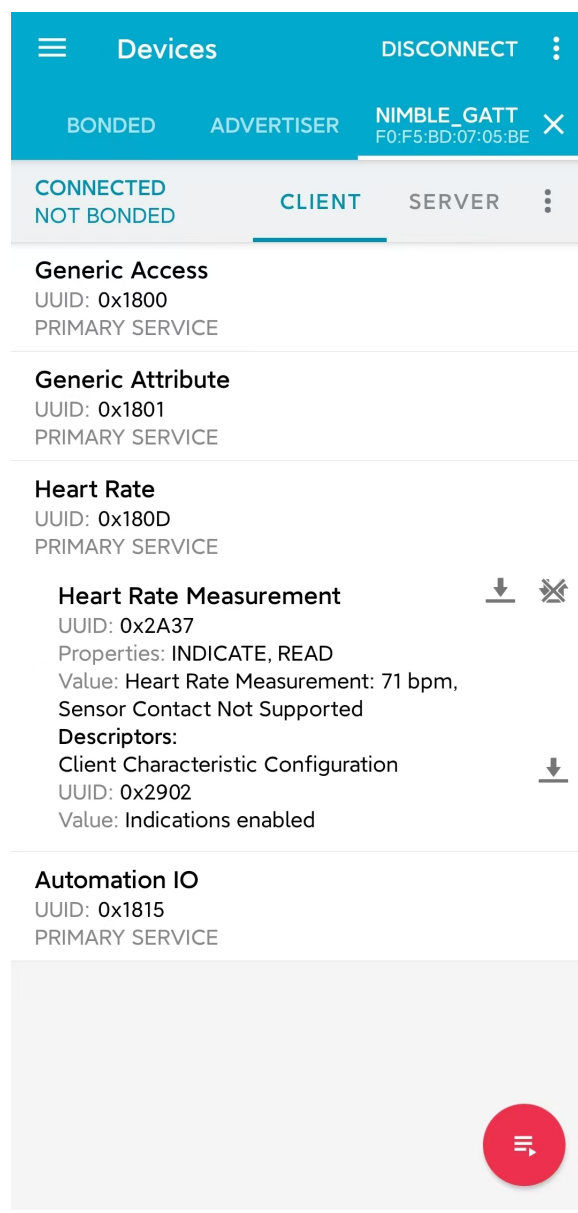 Devices
DISCONNECT
BONDED
ADVERTISER
NIMBLE_GATT
F0:F5:BD:07:05:BE
CONNECTED
NOT BONDED
CLIENT
SERVER
Generic Access
UUID: 0x1800
PRIMARY SERVICE
Generic Attribute
UUID: 0x1801
PRIMARY SERVICE
Heart Rate
UUID: 0x180D
PRIMARY SERVICE
Heart Rate Measurement
UUID: 0x2A37
Properties: INDICATE, READ
Value: Heart Rate Measurement: 71 bpm,
Sensor Contact Not Supported
Descriptors:
Client Characteristic Configuration
UUID: 0x2902
Value: Indications enabled
Automation IO
UUID: 0x1815
PRIMARY SERVICE